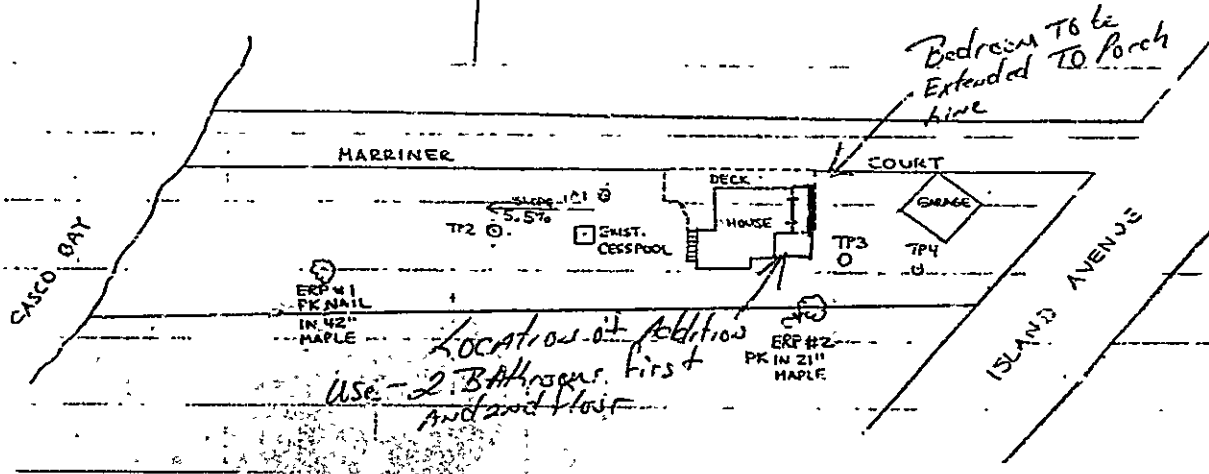 Bedroom To be
Extended TO Porch
Line
MARRINER
COURT
DECK
GARAGE
SLOPE
5.5%
TP2
EXIST.
CESSPOOL
HOUSE
TP3
TP4
CASCO BAY
ERP #1
PK NAIL
IN 42"
MAPLE
ERP #2
PK IN 21"
MAPLE
ISLAND AVENUE
LOCATION of Addition
Use - 2 BAthrooms first
And 2nd floor